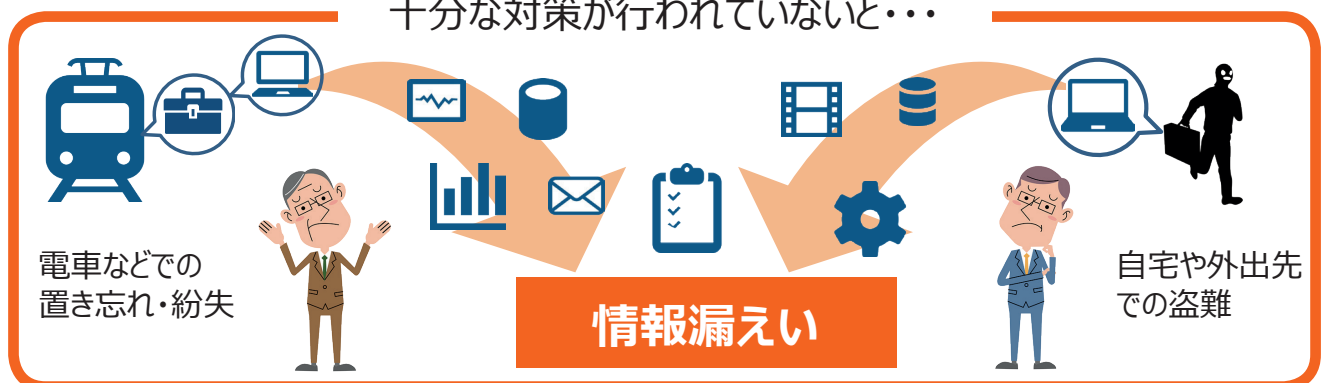 十分な対策が行われていないと・・・
電車などでの
置き忘れ・紛失
自宅や外出先
での盗難
情報漏えい